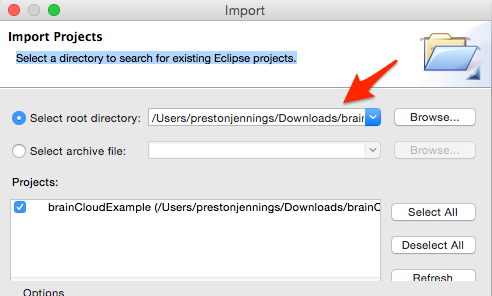 Import
Import Projects
Select a directory to search for existing Eclipse projects.
Select root directory: /Users/prestonjennings/Downloads/brain Browse...
Select archive file: Browse...
Projects:
brainCloudExample (/Users/prestonjennings/Downloads/brainC
Select All
Deselect All
Refresh
Options